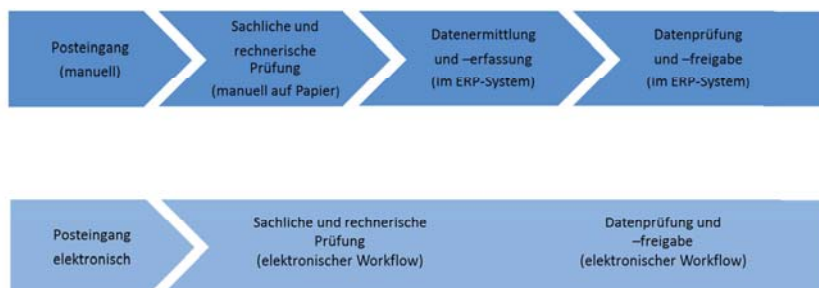 Posteingang
(manuell)
Sachliche und
rechnerische
Prüfung
(manuell auf Papier)
Datenermittlung
und –erfassung
(im ERP-System)
Datenprüfung
und –freigabe
(im ERP-System)
Posteingang
elektronisch
Sachliche und rechnerische
Prüfung
(elektronischer Workflow)
Datenprüfung und
–freigabe
(elektronischer Workflow)